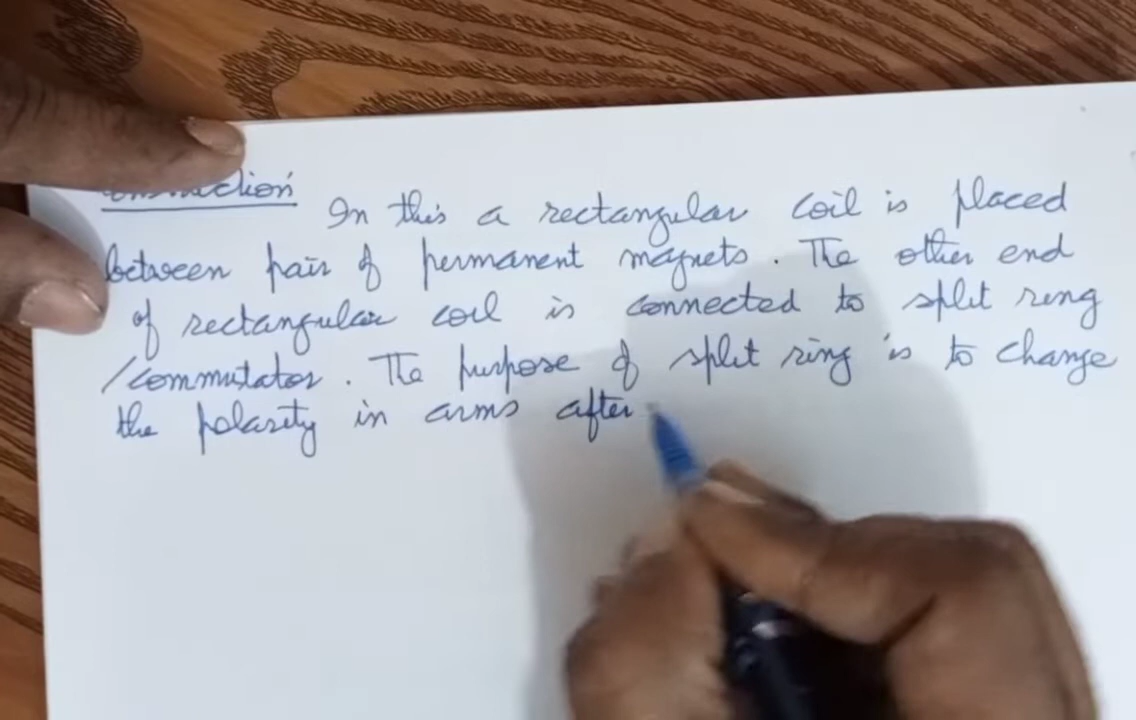 Construction
In this a rectangular coil is placed
between pair of permanent magnets. The other end
of rectangular coil is connected to split ring
/commutator. The purpose of split ring is to change
the polarity in arms after